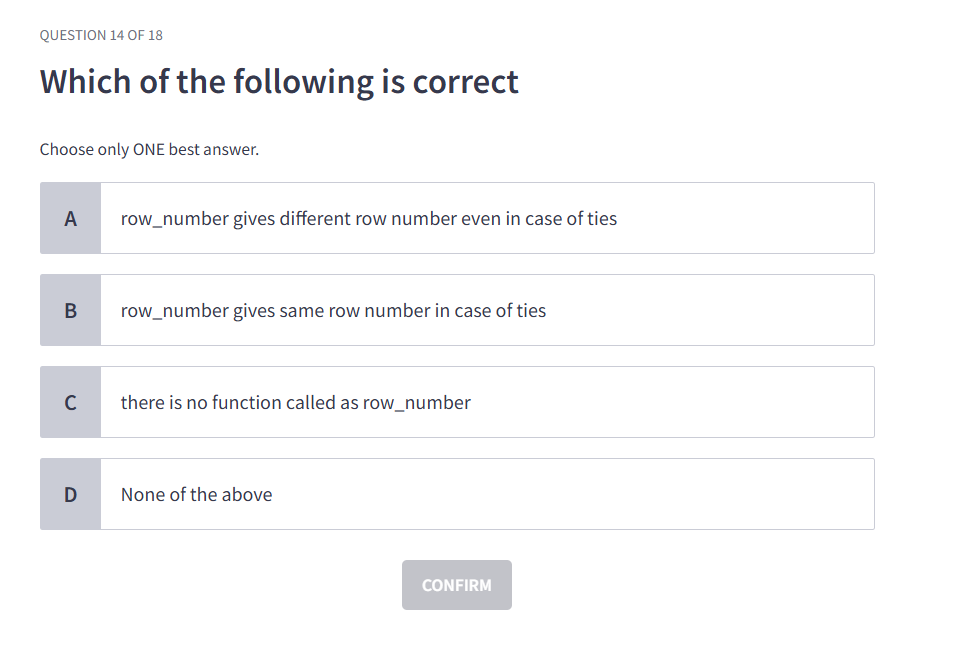 QUESTION 14 OF 18
Which of the following is correct
Choose only ONE best answer.
A row_number gives different row number even in case of ties
B row_number gives same row number in case of ties
C there is no function called as row_number
D None of the above
CONFIRM